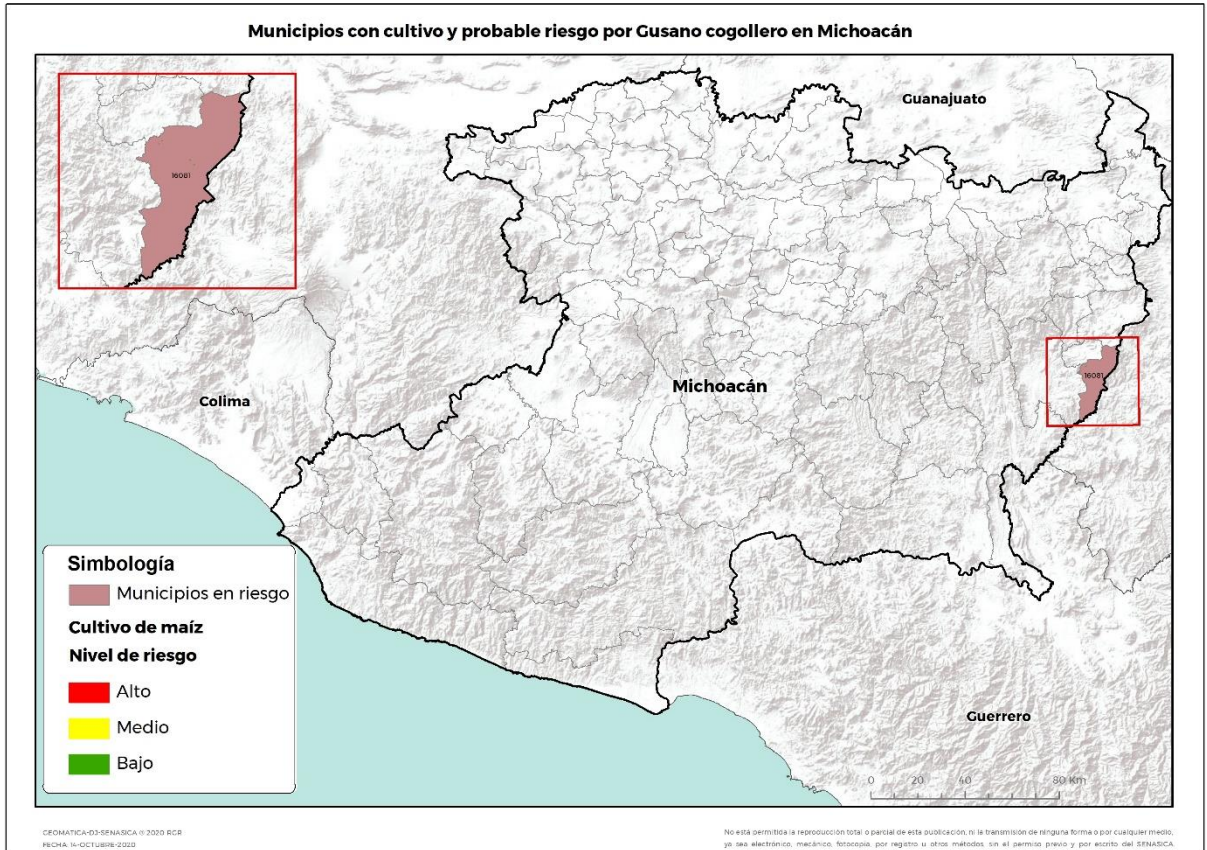 Municipios con cultivo y probable riesgo por Gusano cogollero en Michoacán
16081
Guanajuato
Michoacán
16081
Colima
Guerrero
Simbología
Municipios en riesgo
Cultivo de maíz
Nivel de riesgo
Alto
Medio
Bajo
0 20 40 80 Km
GEOMATICA-DJ-SENASICA © 2020 RGR
FECHA: 14-OCTUBRE-2020
No está permitida la reproducción total o parcial de esta publicación, ni la transmisión de ninguna forma o por cualquier medio,
ya sea electrónico, mecánico, fotocopia, por registro u otros métodos, sin el permiso previo y por escrito del SENASICA